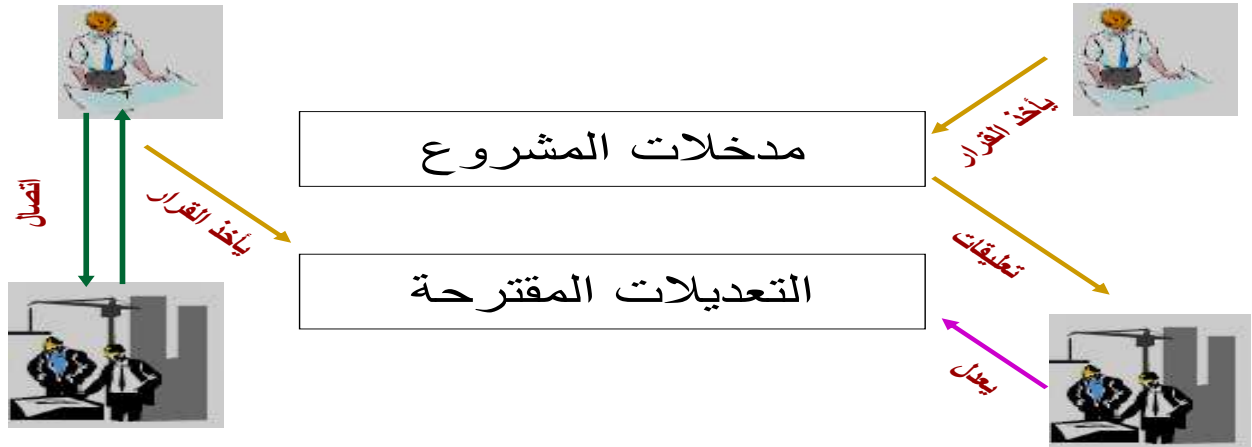 يأخذ القرار
مدخلات المشروع
اتصال
يأخذ القرار
تعليقات
التعديلات المقترحة
يعدل